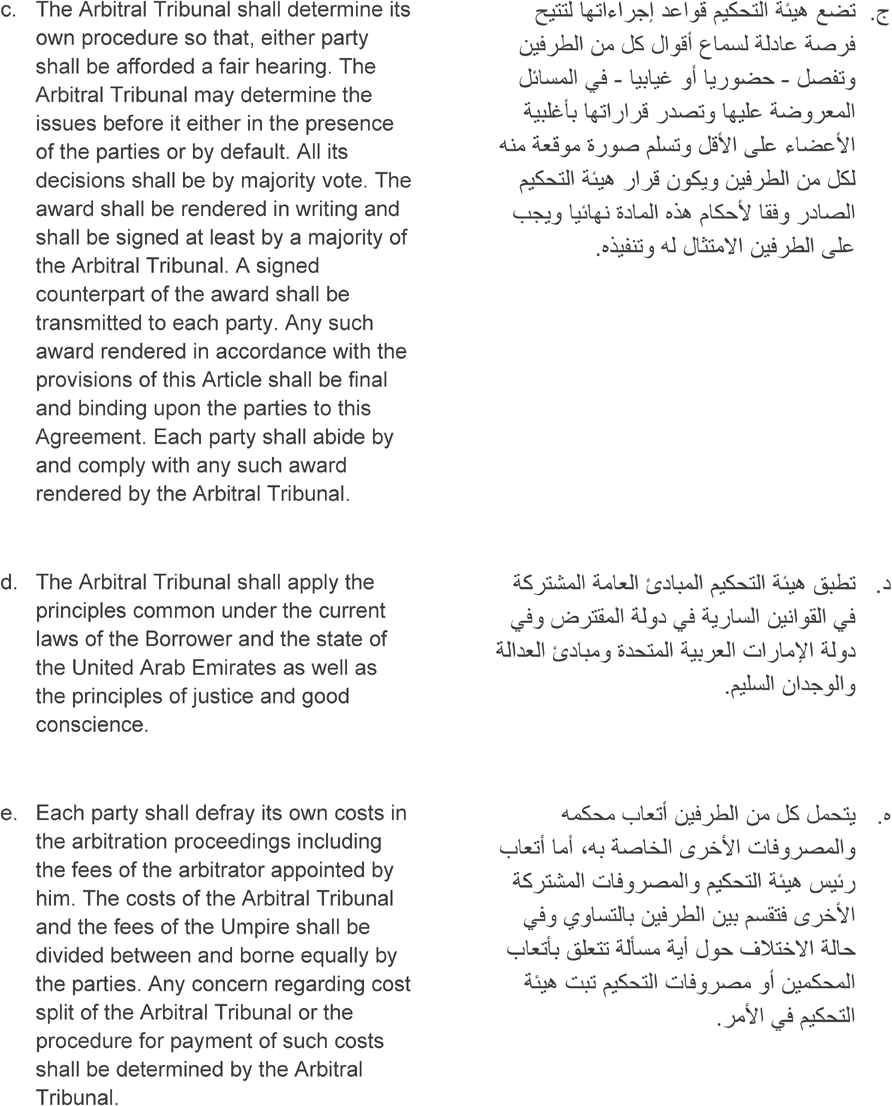 c. The Arbitral Tribunal shall determine its
own procedure so that, either party
shall be afforded a fair hearing. The
Arbitral Tribunal may determine the
issues before it either in the presence
of the parties or by default. All its
decisions shall be by majority vote. The
award shall be rendered in writing and
shall be signed at least by a majority of
the Arbitral Tribunal. A signed
counterpart of the award shall be
transmitted to each party. Any such
award rendered in accordance with the
provisions of this Article shall be final
and binding upon the parties to this
Agreement. Each party shall abide by
and comply with any such award
rendered by the Arbitral Tribunal.
ج. تضع هيئة التحكيم قواعد إجراءاتها لتتيح
فرصة عادلة لسماع أقوال كل من الطرفين
وتفصل - حضوريا أو غيابيا - في المسائل
المعروضة عليها وتصدر قراراتها بأغلبية
الأعضاء على الأقل وتسلم صورة موقعة منه
لكل من الطرفين ويكون قرار هيئة التحكيم
الصادر وفقا لأحكام هذه المادة نهائيا ويجب
على الطرفين الامتثال له وتنفيذه.
d. The Arbitral Tribunal shall apply the
principles common under the current
laws of the Borrower and the state of
the United Arab Emirates as well as
the principles of justice and good
conscience.
د. تطبق هيئة التحكيم المبادئ العامة المشتركة
في القوانين السارية في دولة المقترض وفي
دولة الإمارات العربية المتحدة ومبادئ العدالة
والوجدان السليم.
e. Each party shall defray its own costs in
the arbitration proceedings including
the fees of the arbitrator appointed by
him. The costs of the Arbitral Tribunal
and the fees of the Umpire shall be
divided between and borne equally by
the parties. Any concern regarding cost
split of the Arbitral Tribunal or the
procedure for payment of such costs
shall be determined by the Arbitral
Tribunal.
ه. يتحمل كل من الطرفين أتعاب محكمه
والمصروفات الأخرى الخاصة به، أما أتعاب
رئيس هيئة التحكيم والمصروفات المشتركة
الأخرى فتقسم بين الطرفين بالتساوي وفي
حالة الاختلاف حول أية مسألة تتعلق بأتعاب
المحكمين أو مصروفات التحكيم تبت هيئة
التحكيم في الأمر.